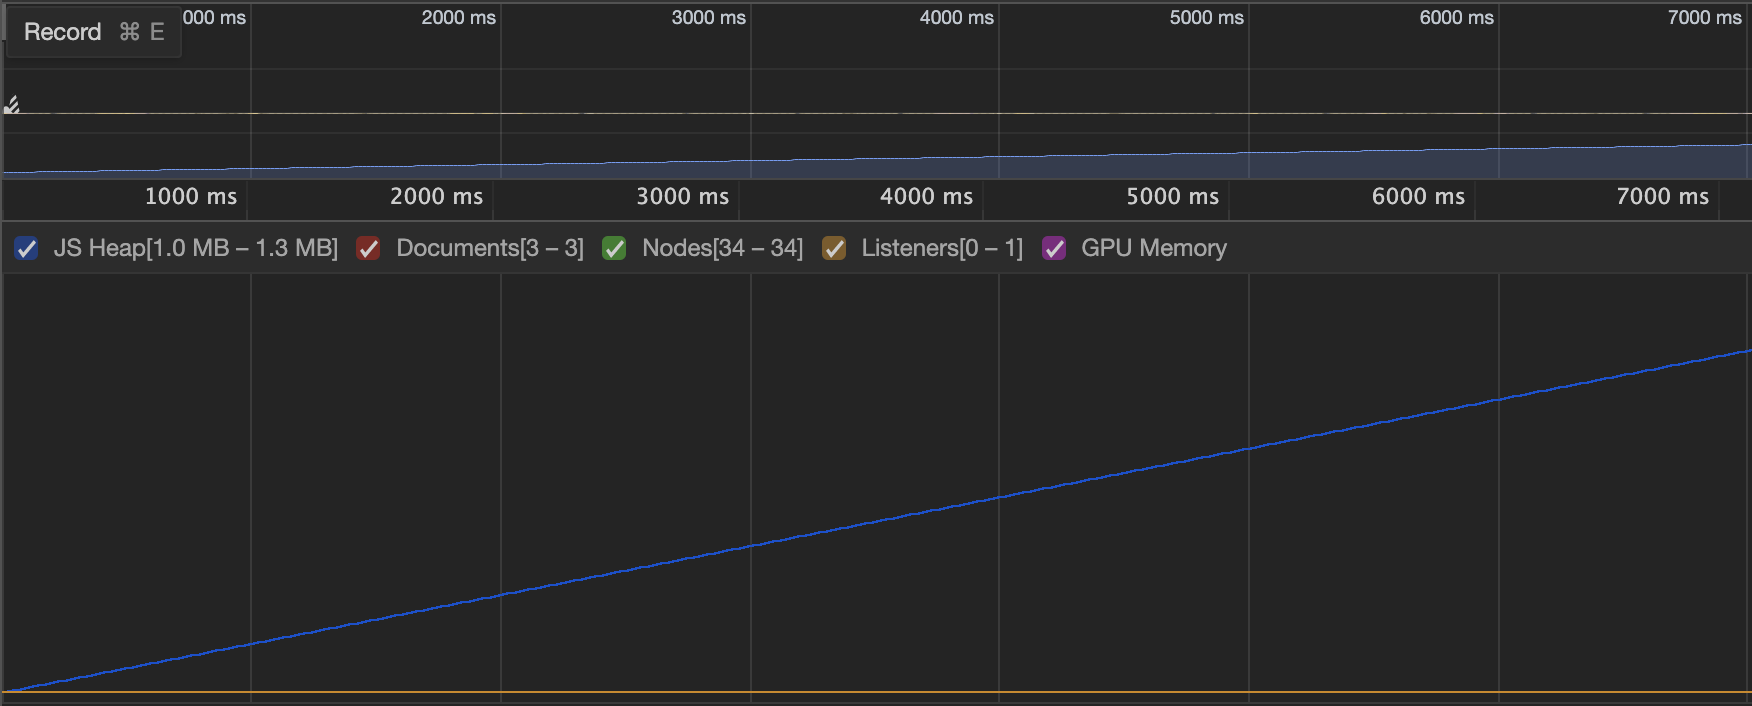 000 ms 2000 ms 3000 ms 4000 ms 5000 ms 6000 ms 7000 ms
Record ⌘ E
1000 ms 2000 ms 3000 ms 4000 ms 5000 ms 6000 ms 7000 ms
JS Heap[1.0 MB – 1.3 MB] Documents[3 – 3] Nodes[34 – 34] Listeners[0 – 1] GPU Memory